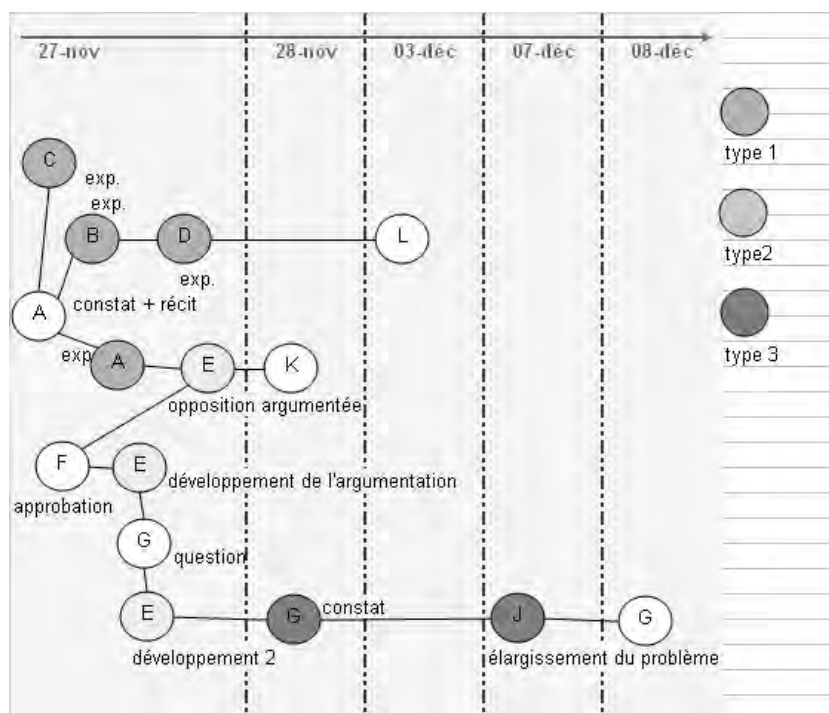 27-nov 28-nov 03-déc 07-déc 08-déc
C
exp.
exp.
B D L
exp.
A
constat + récit
exp
A E K
opposition argumentée
F E
développement de l'argumentation
approbation
G
question
E G constat J G
développement 2
élargissement du problème
type 1
type2
type 3